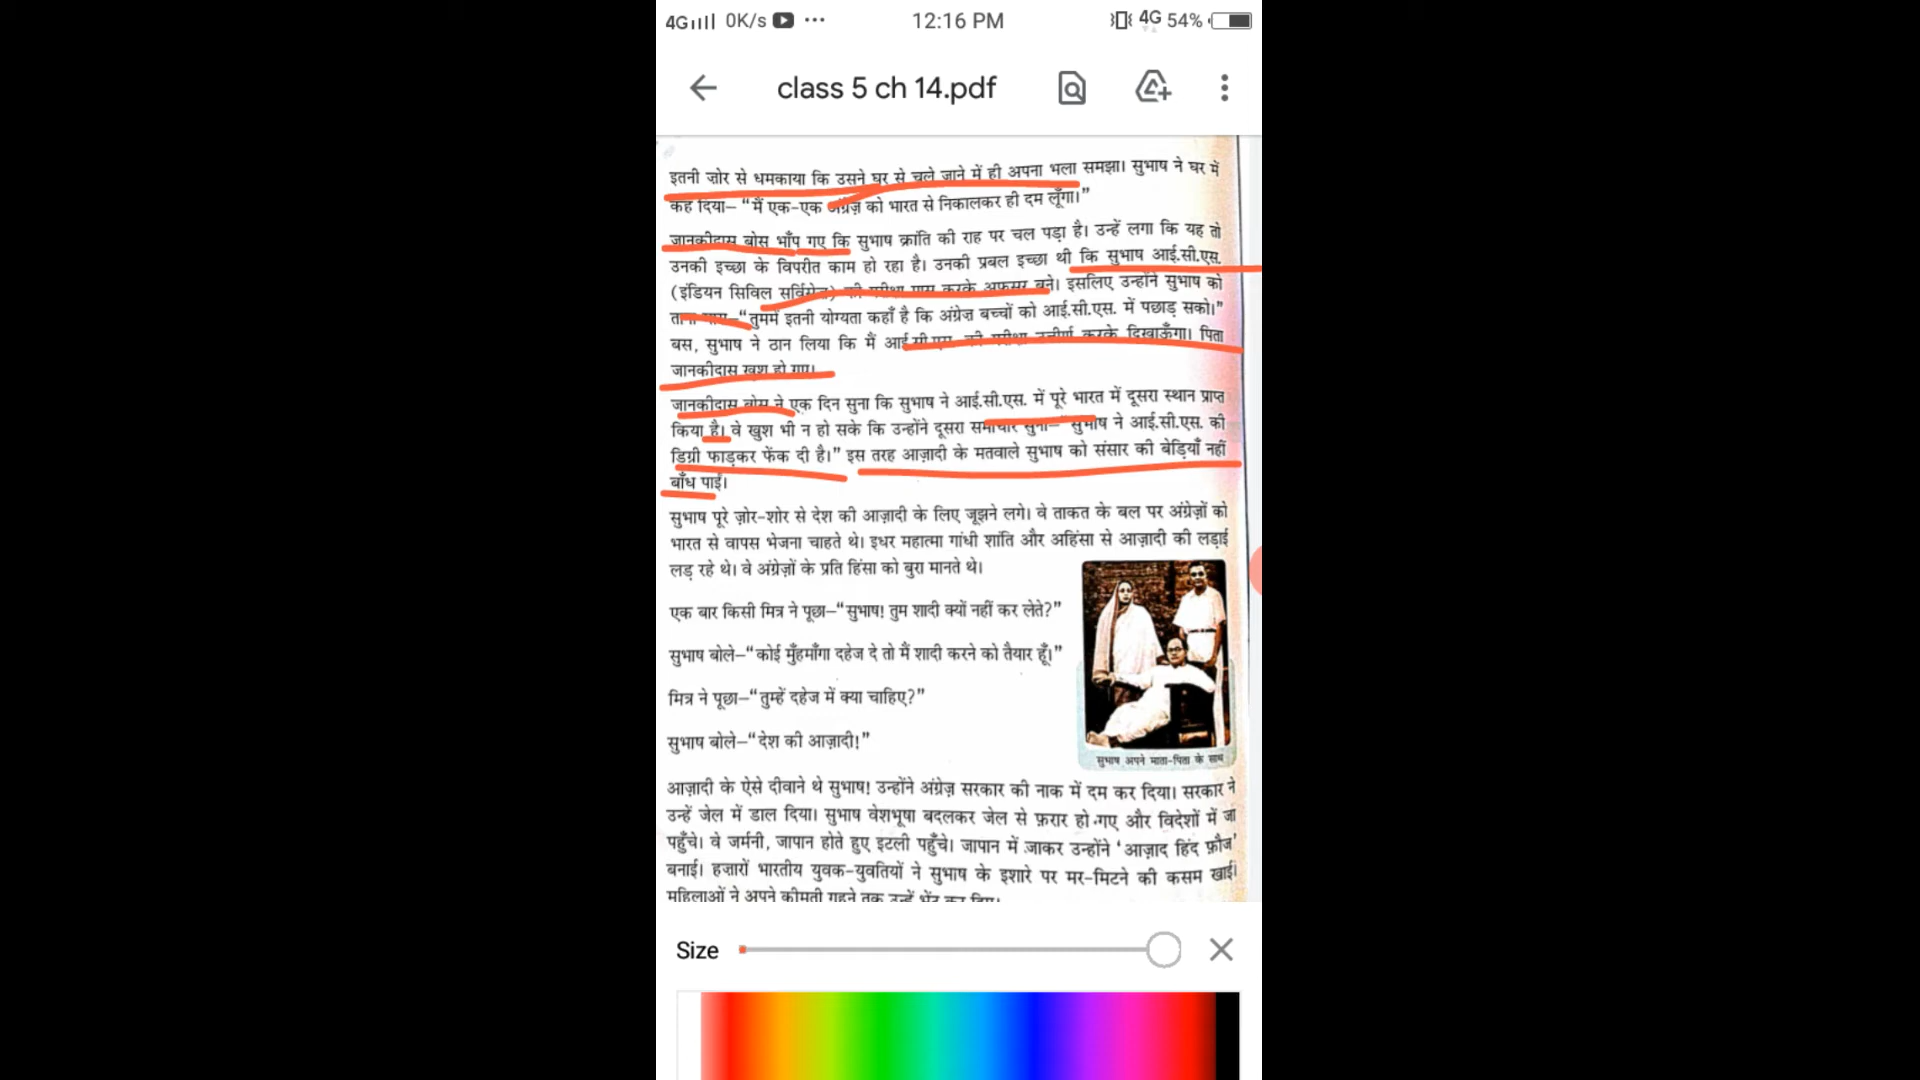 4G 0K/s ... 12:16 PM 4G 54%
class 5 ch 14.pdf
इतनी ज़ोर से धमकाया कि उसने घर से चले जाने में ही अपना भला समझा। सुभाष ने घर में
कह दिया– “मैं एक-एक अंग्रेज़ को भारत से निकालकर ही दम लूँगा।”
जानकीदास बोस भाँप गए कि सुभाष क्रांति की राह पर चल पड़ा है। उन्हें लगा कि यह तो
उनकी इच्छा के विपरीत काम हो रहा है। उनकी प्रबल इच्छा थी कि सुभाष आई.सी.एस.
(इंडियन सिविल सर्विसेज) की परीक्षा पास करके अफ़सर बने। इसलिए उन्होंने सुभाष को
ताना मारा–“तुममें इतनी योग्यता कहाँ है कि अंग्रेज बच्चों को आई.सी.एस. में पछाड़ सको।”
बस, सुभाष ने ठान लिया कि मैं आई.सी.एस. की परीक्षा उत्तीर्ण करके दिखाऊँगा। पिता
जानकीदास खुश हो गए।
जानकीदास बोस ने एक दिन सुना कि सुभाष ने आई.सी.एस. में पूरे भारत में दूसरा स्थान प्राप्त
किया है। वे खुश भी न हो सके कि उन्होंने दूसरा समाचार सुना–“सुभाष ने आई.सी.एस. की
डिग्री फाड़कर फेंक दी है।” इस तरह आज़ादी के मतवाले सुभाष को संसार की बेड़ियाँ नहीं
बाँध पाईं।
सुभाष पूरे ज़ोर-शोर से देश की आज़ादी के लिए जूझने लगे। वे ताकत के बल पर अंग्रेज़ों को
भारत से वापस भेजना चाहते थे। इधर महात्मा गांधी शांति और अहिंसा से आज़ादी की लड़ाई
लड़ रहे थे। वे अंग्रेज़ों के प्रति हिंसा को बुरा मानते थे।
एक बार किसी मित्र ने पूछा–“सुभाष! तुम शादी क्यों नहीं कर लेते?”
सुभाष बोले–“कोई मुँहमाँगा दहेज दे तो मैं शादी करने को तैयार हूँ।”
मित्र ने पूछा–“तुम्हें दहेज में क्या चाहिए?”
सुभाष बोले–“देश की आज़ादी!”
सुभाष अपने माता-पिता के साथ
आज़ादी के ऐसे दीवाने थे सुभाष! उन्होंने अंग्रेज़ सरकार की नाक में दम कर दिया। सरकार ने
उन्हें जेल में डाल दिया। सुभाष वेशभूषा बदलकर जेल से फ़रार हो गए और विदेशों में जा
पहुँचे। वे जर्मनी, जापान होते हुए इटली पहुँचे। जापान में जाकर उन्होंने ‘आज़ाद हिंद फ़ौज’
बनाई। हज़ारों भारतीय युवक-युवतियों ने सुभाष के इशारे पर मर-मिटने की कसम खाई।
महिलाओं ने अपने कीमती गहने तक उन्हें भेंट कर दिए।
Size